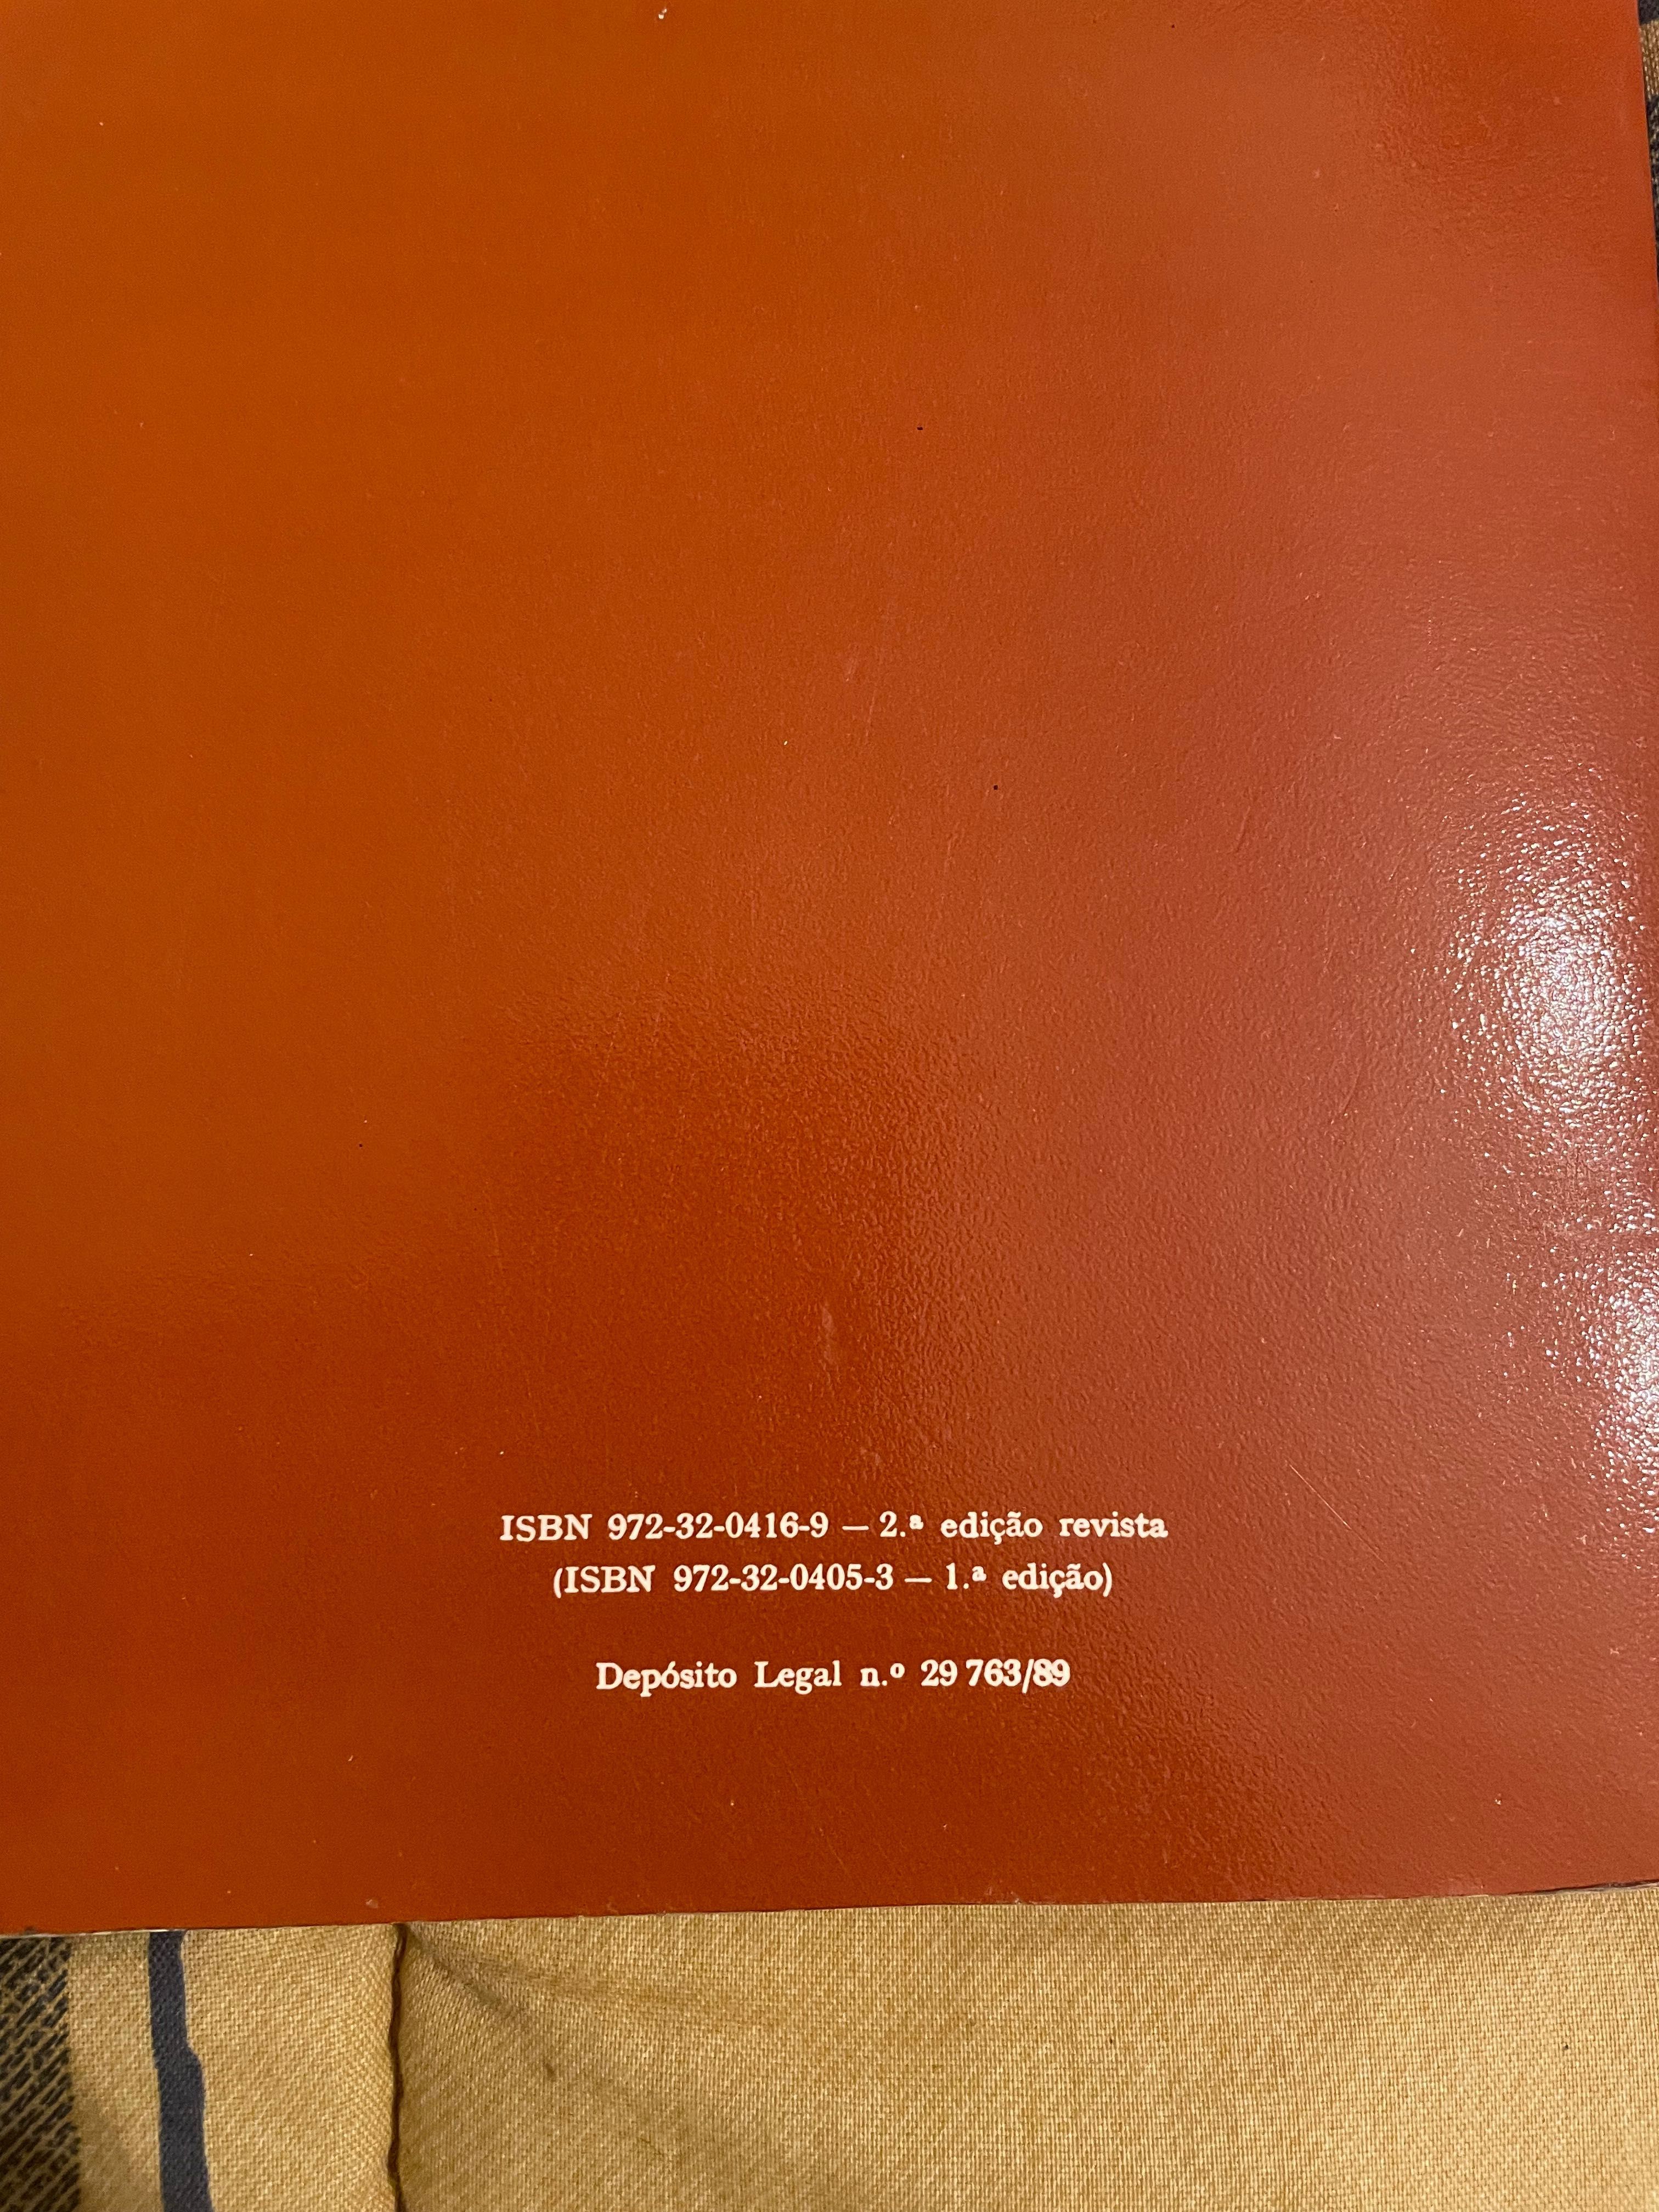 ISBN 972-32-0416-9 — 2.ª edição revista
(ISBN 972-32-0405-3 — 1.ª edição)
Depósito Legal n.º 29 763/89